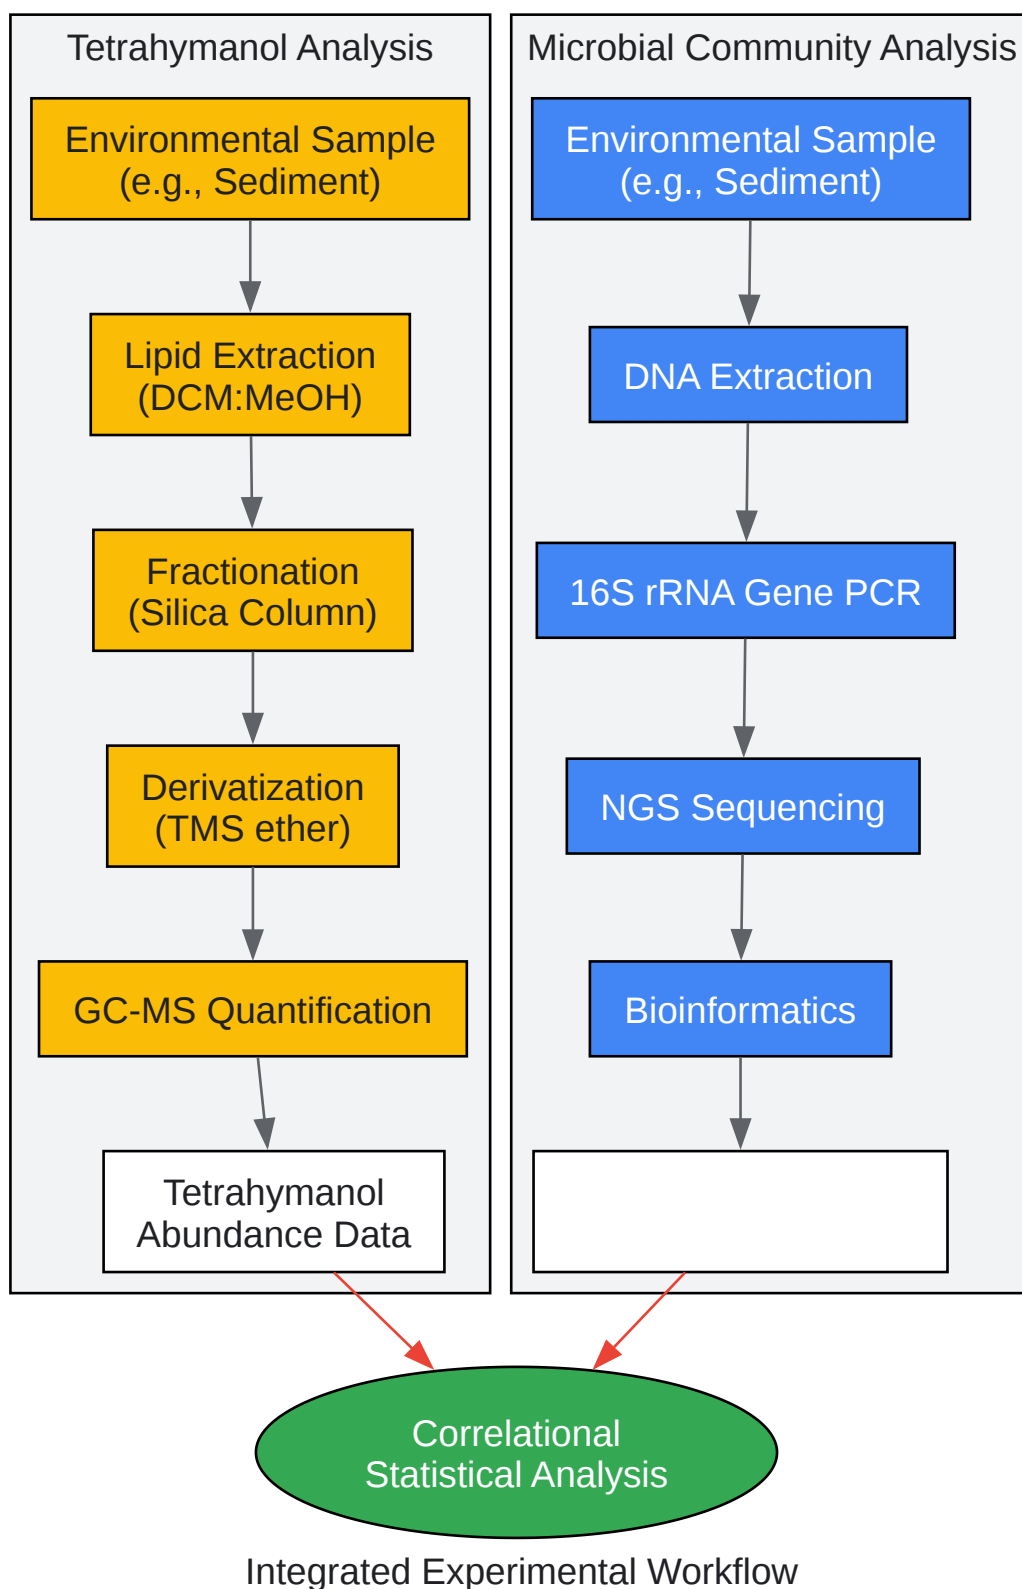 Tetrahymanol Analysis
Environmental Sample
(e.g., Sediment)
Lipid Extraction
(DCM:MeOH)
Fractionation
(Silica Column)
Derivatization
(TMS ether)
GC-MS Quantification
Tetrahymanol
Abundance Data
Microbial Community Analysis
Environmental Sample
(e.g., Sediment)
DNA Extraction
16S rRNA Gene PCR
NGS Sequencing
Bioinformatics
Correlational
Statistical Analysis
Integrated Experimental Workflow